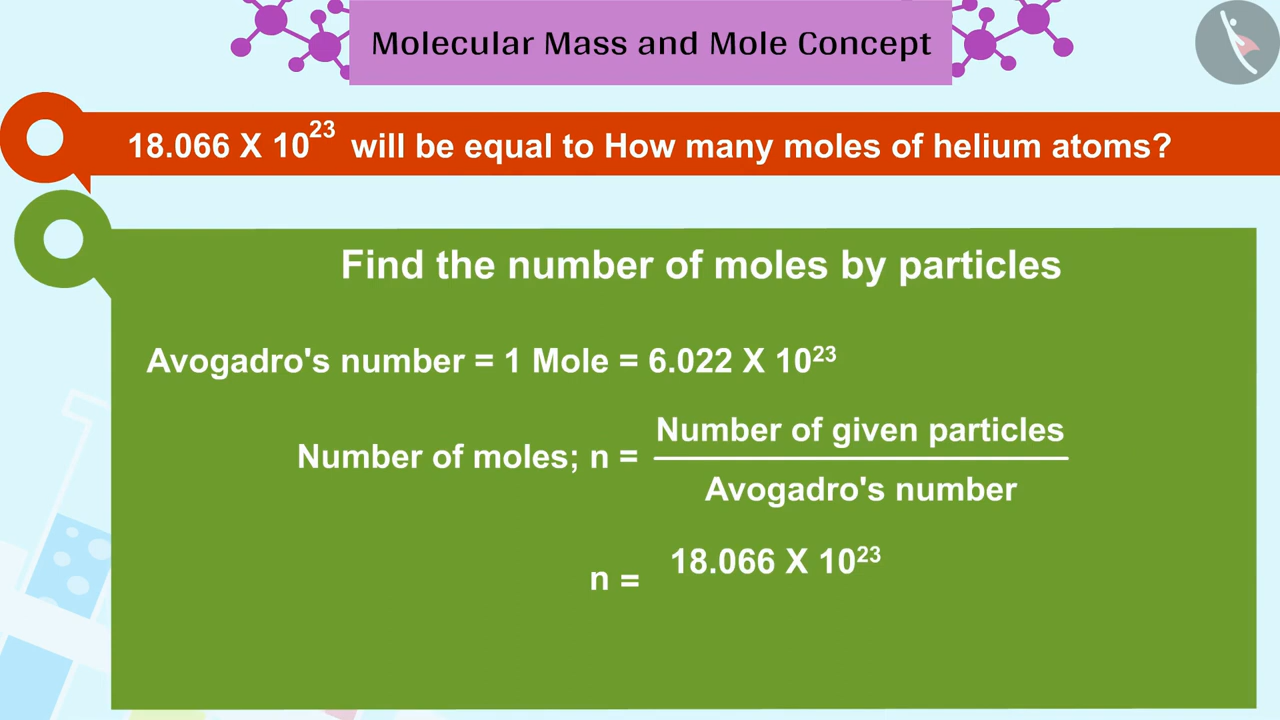 Molecular Mass and Mole Concept
18.066 X 10²³ will be equal to How many moles of helium atoms?
Find the number of moles by particles
Avogadro's number = 1 Mole = 6.022 X 10²³
Number of given particles
Number of moles; n =
Avogadro's number
18.066 X 10²³
n =